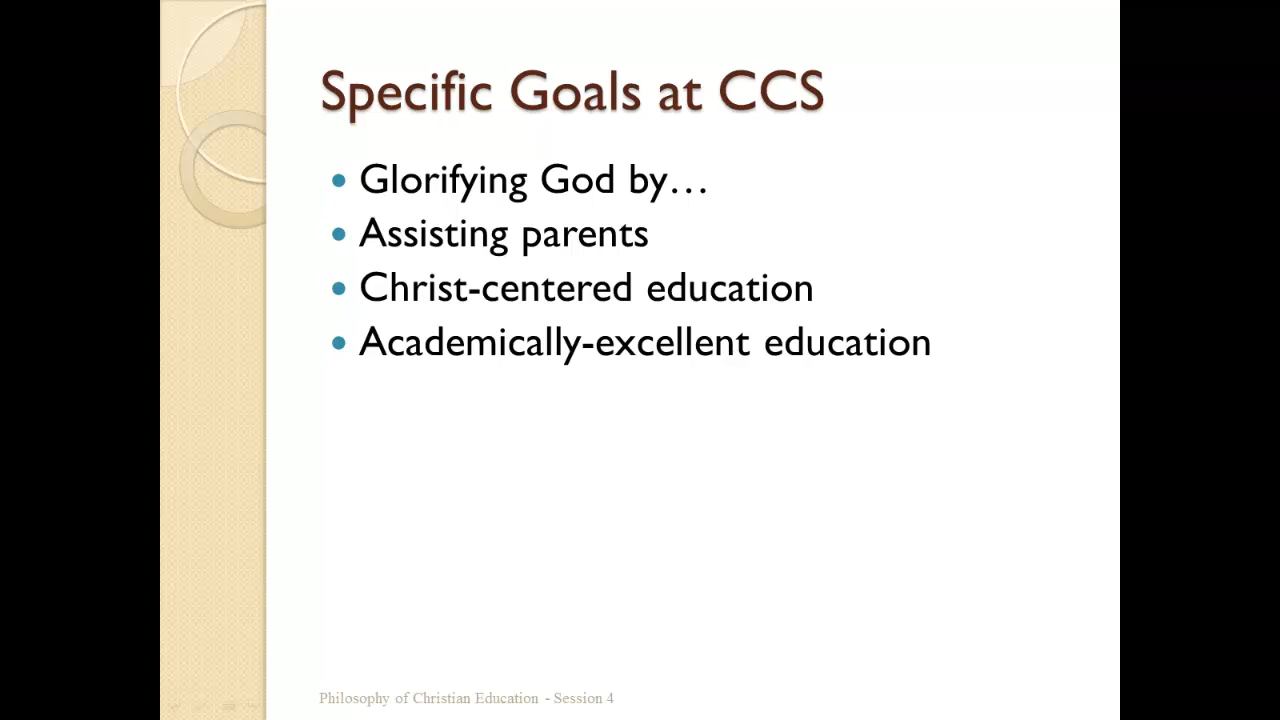 Specific Goals at CCS
• Glorifying God by…
• Assisting parents
• Christ-centered education
• Academically-excellent education
Philosophy of Christian Education - Session 4